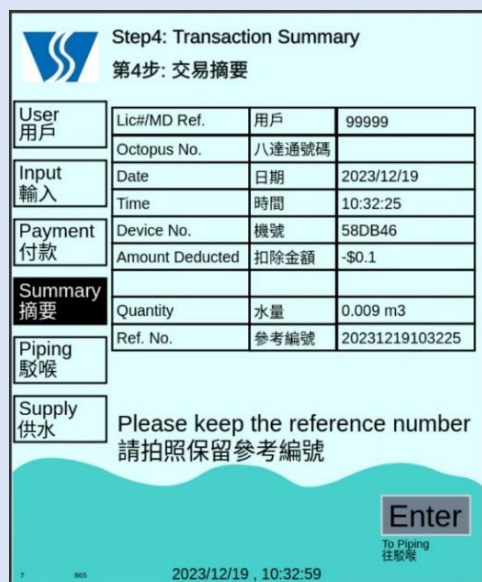 Step4: Transaction Summary
第4步: 交易摘要
User
用戶
Input
輸入
Payment
付款
Summary
摘要
Piping
駁喉
Supply
供水
Lic#/MD Ref. 用戶 99999
Octopus No. 八達通號碼
Date 日期 2023/12/19
Time 時間 10:32:25
Device No. 機號 58DB46
Amount Deducted 扣除金額 -$0.1
Quantity 水量 0.009 m3
Ref. No. 參考編號 20231219103225
Please keep the reference number
請拍照保留參考編號
Enter
To Piping
往駁喉
7 865 2023/12/19 , 10:32:59